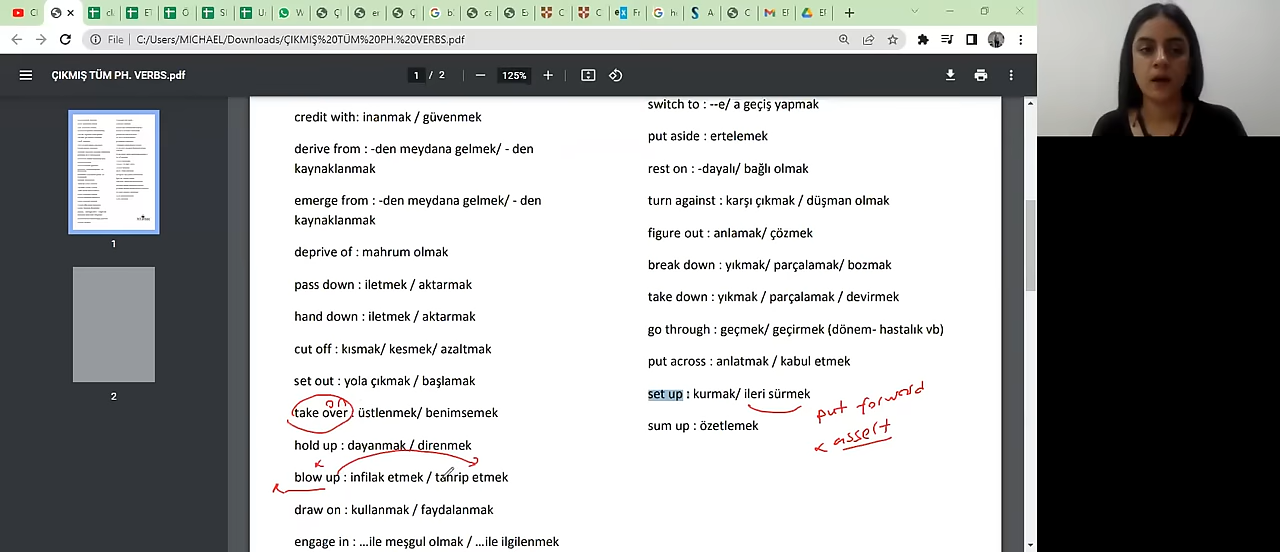 File
C:/Users/MICHAEL/Downloads/ÇIKMIŞ%20TÜM%20PH.%20VERBS.pdf
ÇIKMIŞ TÜM PH. VERBS.pdf
1 / 2
125%
1
2
credit with: inanmak / güvenmek
derive from : -den meydana gelmek/ - den
kaynaklanmak
emerge from : -den meydana gelmek/ - den
kaynaklanmak
deprive of : mahrum olmak
pass down : iletmek / aktarmak
hand down : iletmek / aktarmak
cut off : kısmak/ kesmek/ azaltmak
set out : yola çıkmak / başlamak
on
take over : üstlenmek/ benimsemek
hold up : dayanmak / direnmek
blow up : infilak etmek / tahrip etmek
draw on : kullanmak / faydalanmak
engage in : ...ile meşgul olmak / ...ile ilgilenmek
switch to : --e/ a geçiş yapmak
put aside : ertelemek
rest on : -dayalı/ bağlı olmak
turn against : karşı çıkmak / düşman olmak
figure out : anlamak/ çözmek
break down : yıkmak/ parçalamak/ bozmak
take down : yıkmak / parçalamak / devirmek
go through : geçmek/ geçirmek (dönem- hastalık vb)
put across : anlatmak / kabul etmek
set up : kurmak/ ileri sürmek
put forward
sum up : özetlemek
assert